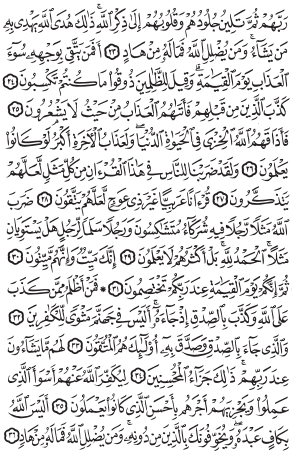 رَبَّهُمْ ثُمَّ تَلِينُ جُلُودُهُمْ وَقُلُوبُهُمْ إِلَىٰ ذِكْرِ ٱللَّهِۚ ذَٰلِكَ هُدَى ٱللَّهِ يَهْدِى بِهِۦ
مَن يَشَآءُۚ وَمَن يُضْلِلِ ٱللَّهُ فَمَا لَهُۥ مِنْ هَادٍ ٢٣ أَفَمَن يَتَّقِى بِوَجْهِهِۦ سُوٓءَ
ٱلْعَذَابِ يَوْمَ ٱلْقِيَٰمَةِۚ وَقِيلَ لِلظَّٰلِمِينَ ذُوقُوا۟ مَا كُنتُمْ تَكْسِبُونَ ٢٤
كَذَّبَ ٱلَّذِينَ مِن قَبْلِهِمْ فَأَتَىٰهُمُ ٱلْعَذَابُ مِنْ حَيْثُ لَا يَشْعُرُونَ ٢٥
فَأَذَاقَهُمُ ٱللَّهُ ٱلْخِزْىَ فِى ٱلْحَيَوٰةِ ٱلدُّنْيَاۖ وَلَعَذَابُ ٱلْءَاخِرَةِ أَكْبَرُۚ لَوْ كَانُوا۟
يَعْلَمُونَ ٢٦ وَلَقَدْ ضَرَبْنَا لِلنَّاسِ فِى هَٰذَا ٱلْقُرْءَانِ مِن كُلِّ مَثَلٍ لَّعَلَّهُمْ
يَتَذَكَّرُونَ ٢٧ قُرْءَانًا عَرَبِيًّا غَيْرَ ذِى عِوَجٍ لَّعَلَّهُمْ يَتَّقُونَ ٢٨ ضَرَبَ
ٱللَّهُ مَثَلًا رَّجُلًا فِيهِ شُرَكَآءُ مُتَشَٰكِسُونَ وَرَجُلًا سَلَمًا لِّرَجُلٍ هَلْ يَسْتَوِيَانِ
مَثَلًاۚ ٱلْحَمْدُ لِلَّهِۚ بَلْ أَكْثَرُهُمْ لَا يَعْلَمُونَ ٢٩ إِنَّكَ مَيِّتٌ وَإِنَّهُم مَّيِّتُونَ ٣٠
ثُمَّ إِنَّكُمْ يَوْمَ ٱلْقِيَٰمَةِ عِندَ رَبِّكُمْ تَخْتَصِمُونَ ٣١ ۞ فَمَنْ أَظْلَمُ مِمَّن كَذَبَ
عَلَى ٱللَّهِ وَكَذَّبَ بِٱلصِّدْقِ إِذْ جَآءَهُۥٓۚ أَلَيْسَ فِى جَهَنَّمَ مَثْوًى لِّلْكَٰفِرِينَ ٣٢
وَٱلَّذِى جَآءَ بِٱلصِّدْقِ وَصَدَّقَ بِهِۦٓۙ أُو۟لَٰٓئِكَ هُمُ ٱلْمُتَّقُونَ ٣٣ لَهُم مَّا يَشَآءُونَ
عِندَ رَبِّهِمْۚ ذَٰلِكَ جَزَآءُ ٱلْمُحْسِنِينَ ٣٤ لِيُكَفِّرَ ٱللَّهُ عَنْهُمْ أَسْوَأَ ٱلَّذِى
عَمِلُوا۟ وَيَجْزِيَهُمْ أَجْرَهُم بِأَحْسَنِ ٱلَّذِى كَانُوا۟ يَعْمَلُونَ ٣٥ أَلَيْسَ ٱللَّهُ
بِكَافٍ عَبْدَهُۥۖ وَيُخَوِّفُونَكَ بِٱلَّذِينَ مِن دُونِهِۦۚ وَمَن يُضْلِلِ ٱللَّهُ فَمَا لَهُۥ مِنْ هَادٍ ٣٦